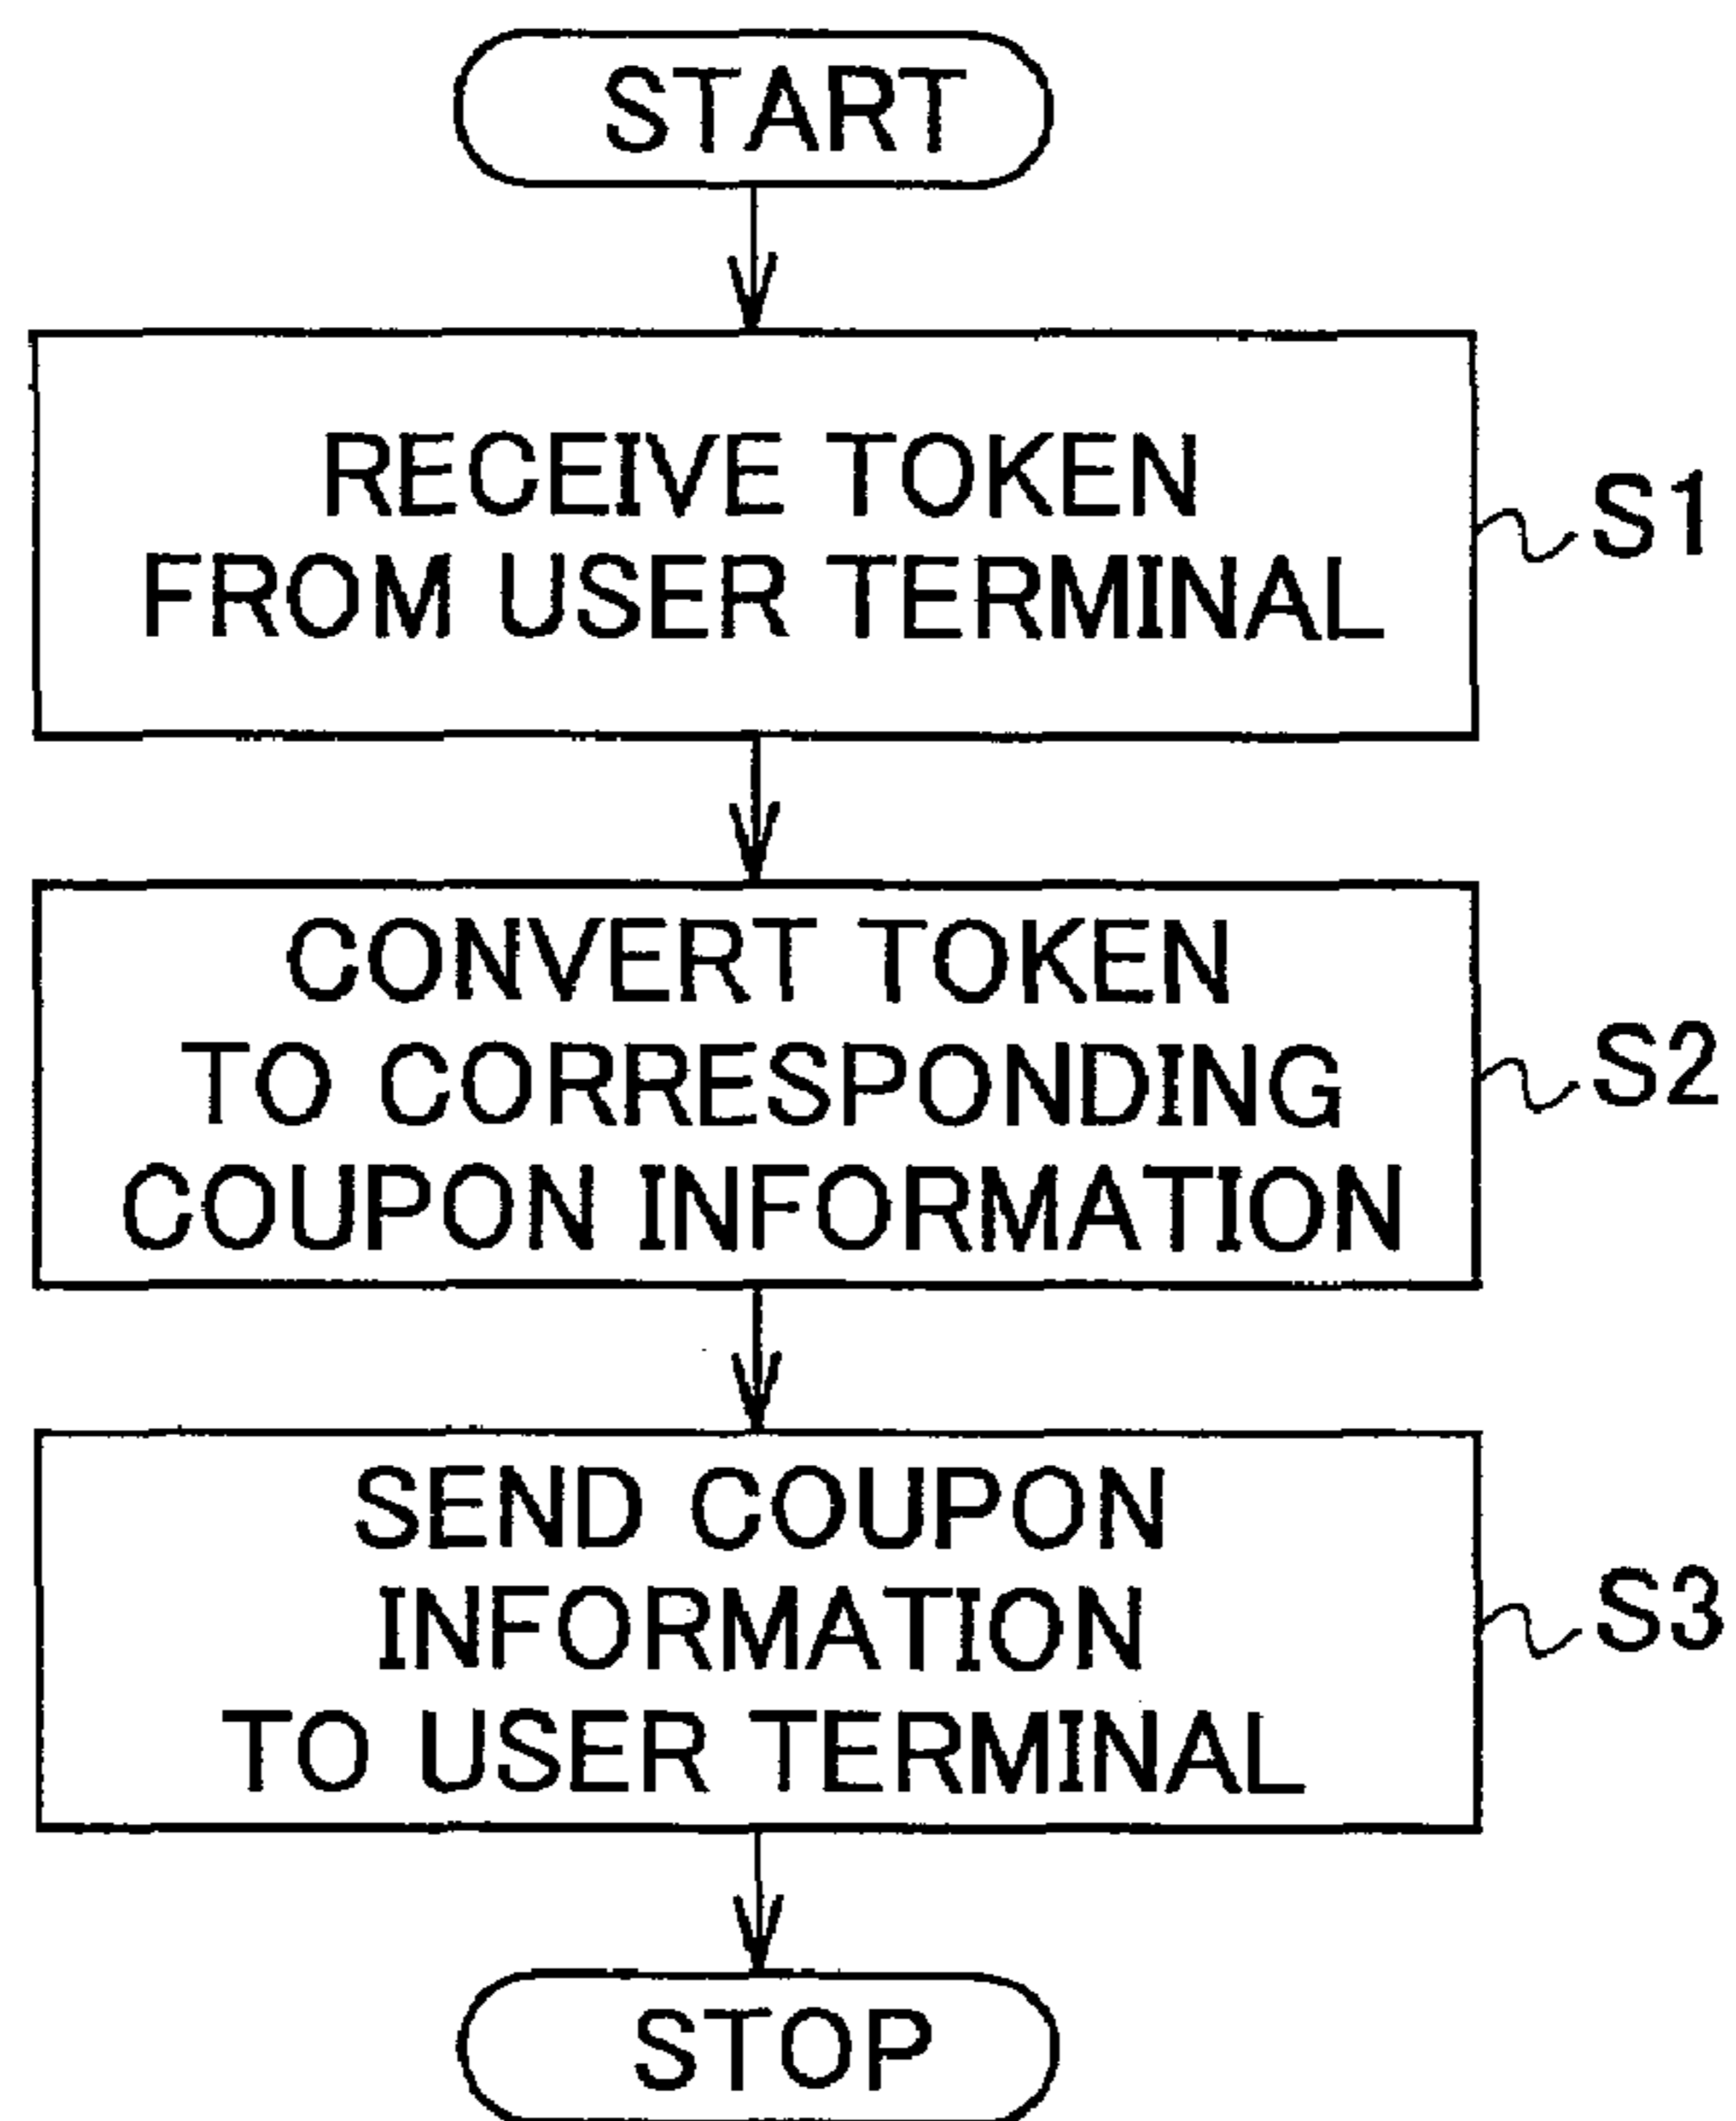 START
RECEIVE TOKEN
FROM USER TERMINAL
S1
CONVERT TOKEN
TO CORRESPONDING
COUPON INFORMATION
S2
SEND COUPON
INFORMATION
TO USER TERMINAL
S3
STOP